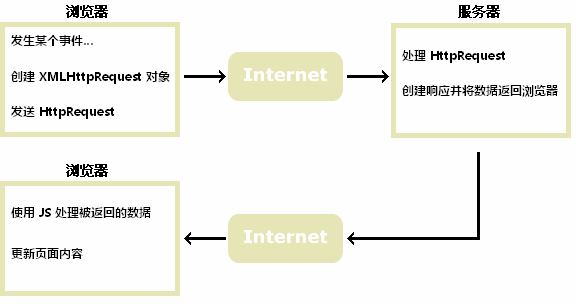 浏览器
发生某个事件...
创建 XMLHttpRequest 对象
发送 HttpRequest
Internet
服务器
处理 HttpRequest
创建响应并将数据返回浏览器
浏览器
使用 JS 处理被返回的数据
更新页面内容
Internet